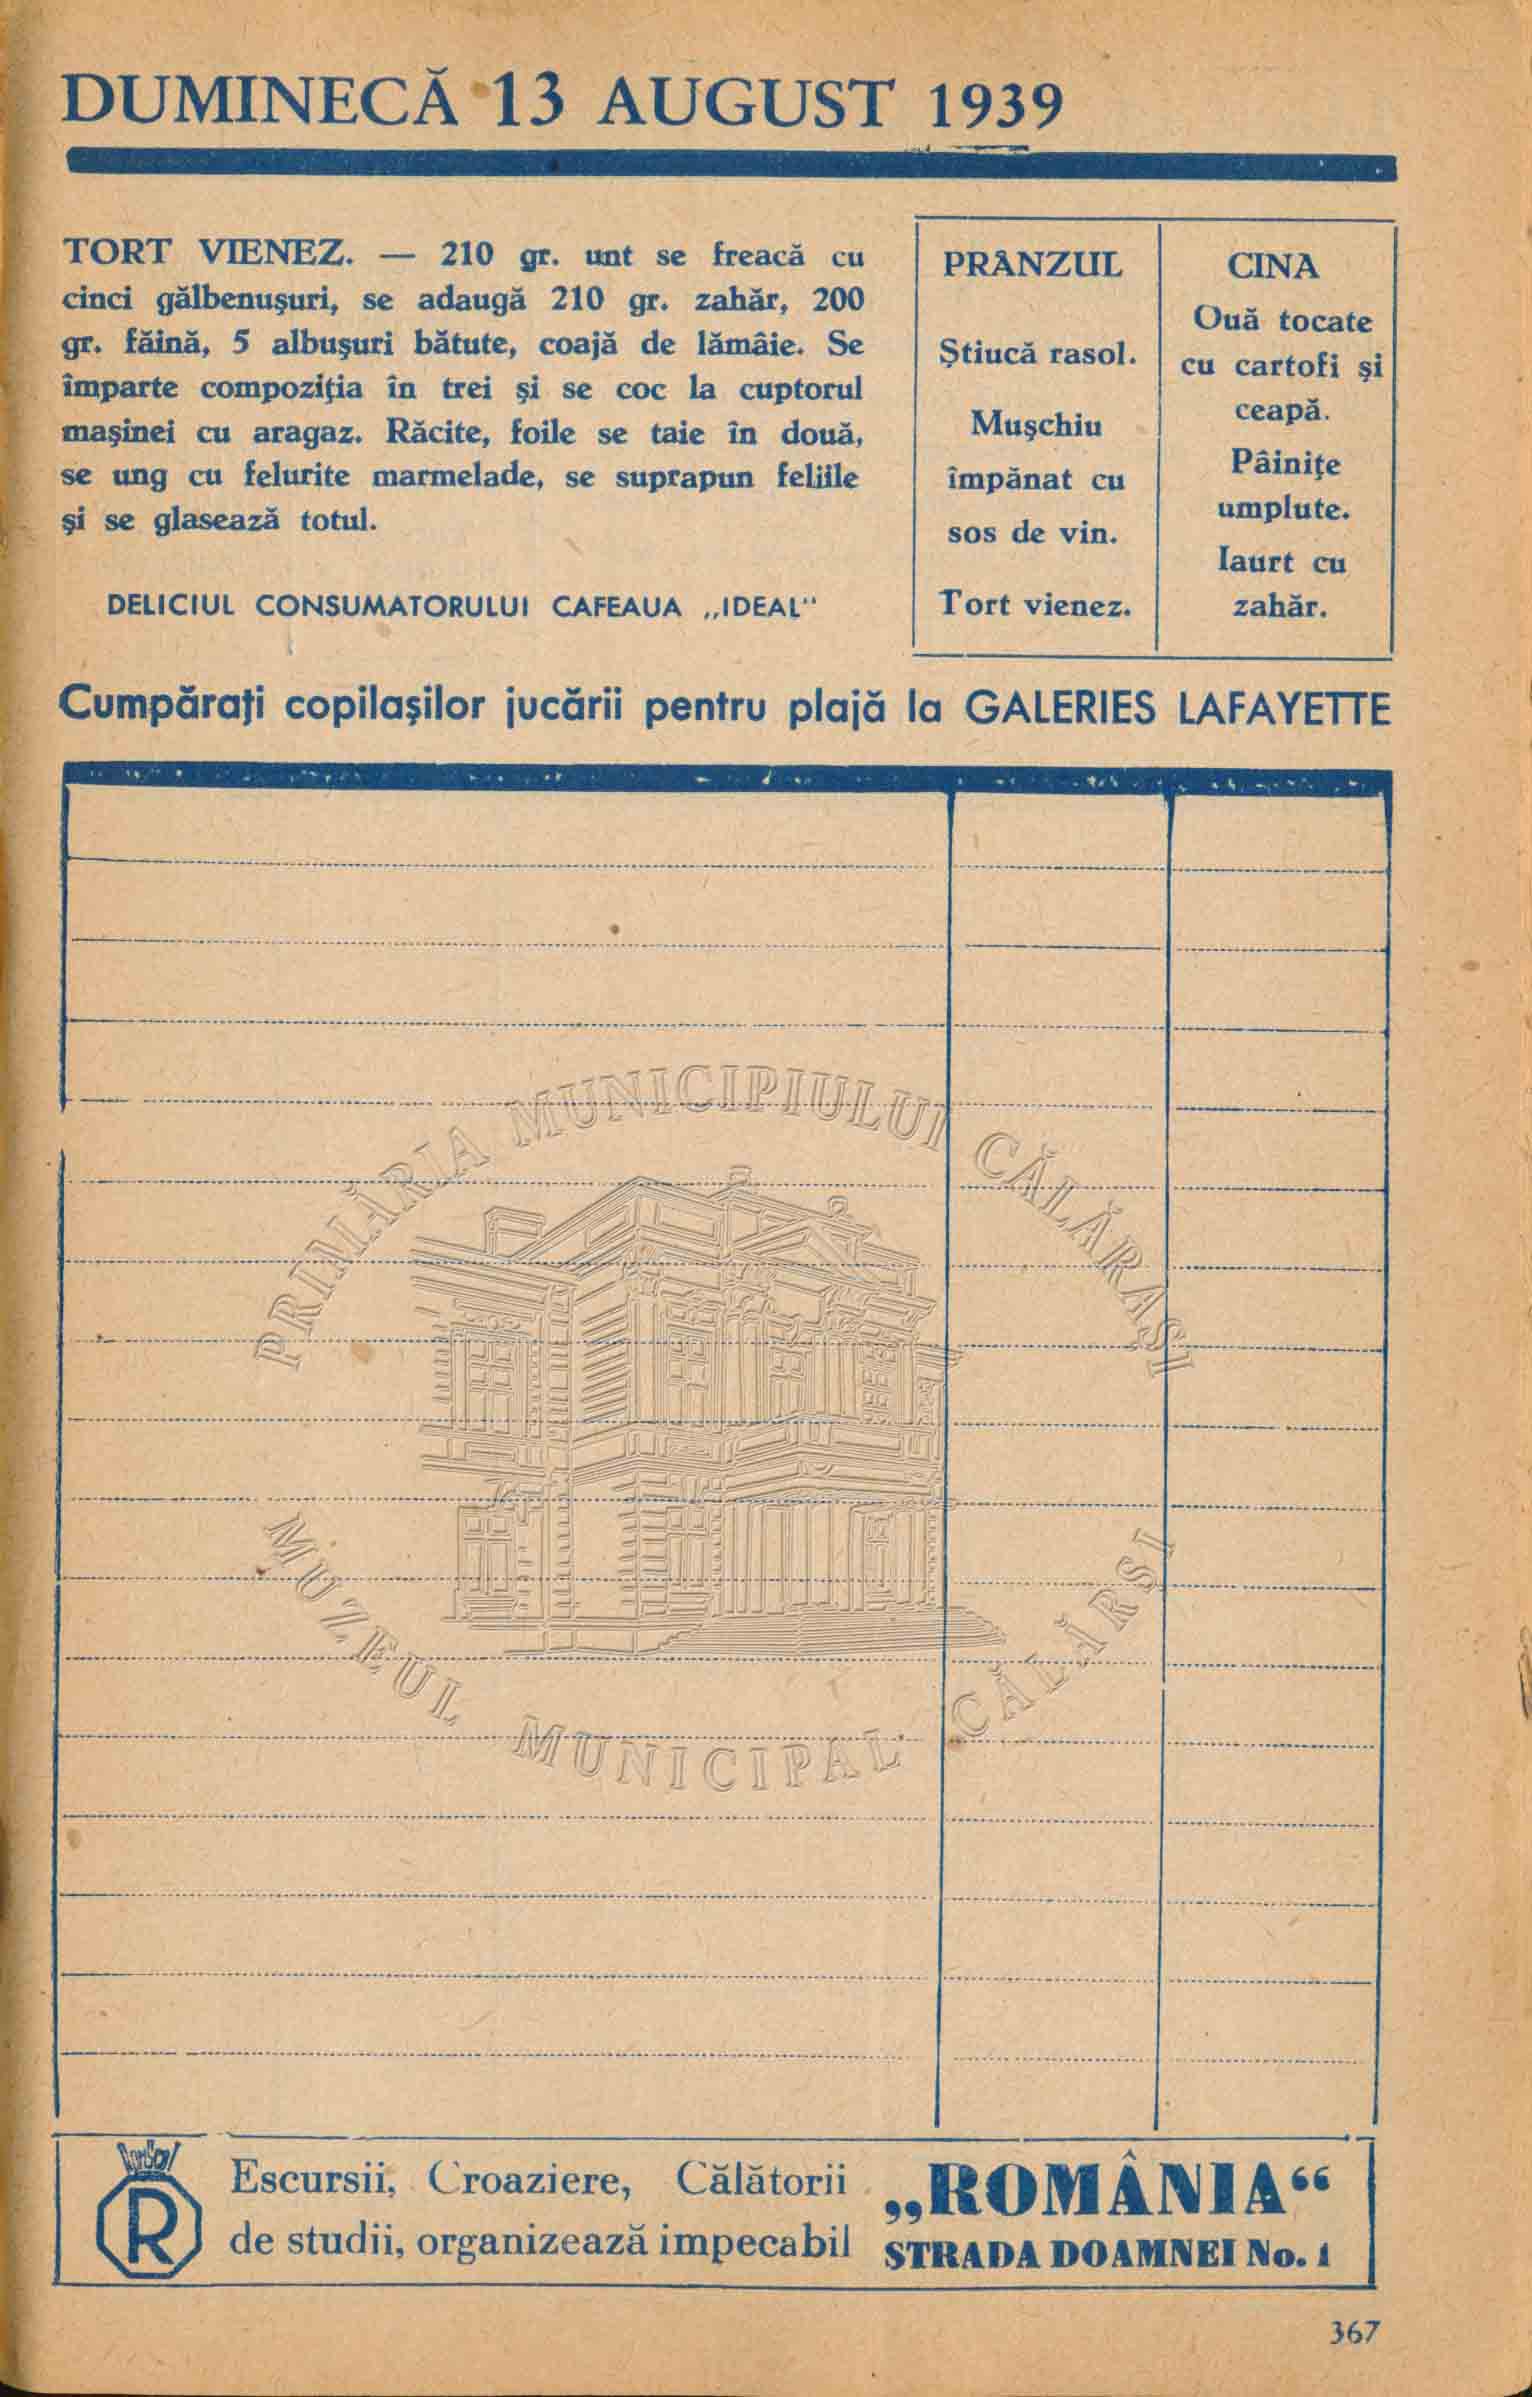 DUMINECĂ 13 AUGUST 1939
TORT VIENEZ. — 210 gr. unt se freacă cu
cinci gălbenuşuri, se adaugă 210 gr. zahăr, 200
gr. făină, 5 albuşuri bătute, coajă de lămâie. Se
împarte compoziţia în trei şi se coc la cuptorul
maşinei cu aragaz. Răcite, foile se taie în două,
se ung cu felurite marmelade, se suprapun feliile
şi se glasează totul.
DELICIUL CONSUMATORULUI CAFEAUA „IDEAL"
PRÂNZUL
Ştiucă rasol.
Muşchiu
împănat cu
sos de vin.
Tort vienez.
CINA
Ouă tocate
cu cartofi şi
ceapă.
Pâiniţe
umplute.
Iaurt cu
zahăr.
Cumpăraţi copilaşilor jucării pentru plajă la GALERIES LAFAYETTE
PRIMĂRIA MUNICIPIULUI CĂLĂRAŞI
MUZEUL MUNICIPAL CĂLĂRSI
R
Escursii, Croaziere, Călătorii
de studii, organizează impecabil
„ROMÂNIA“
STRADA DOAMNEI No. 1
367